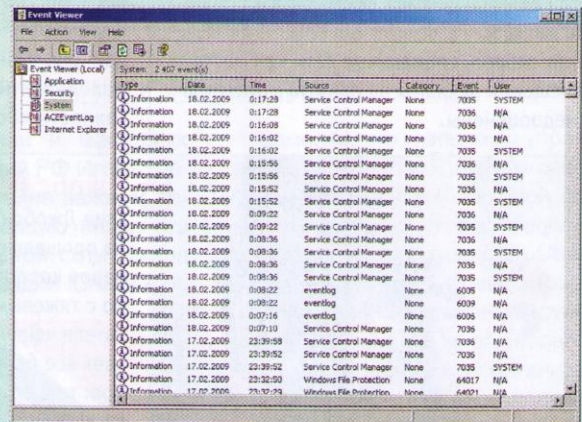 Event Viewer
File Action View Help
Event Viewer (Local)
Application
Security
System
ACEEventLog
Internet Explorer
System 2 407 event(s)
Type Date Time Source Category Event User
Information 18.02.2009 0:17:28 Service Control Manager None 7035 SYSTEM
Information 18.02.2009 0:17:28 Service Control Manager None 7036 N/A
Information 18.02.2009 0:16:08 Service Control Manager None 7036 N/A
Information 18.02.2009 0:16:02 Service Control Manager None 7036 N/A
Information 18.02.2009 0:16:02 Service Control Manager None 7035 SYSTEM
Information 18.02.2009 0:15:56 Service Control Manager None 7036 N/A
Information 18.02.2009 0:15:56 Service Control Manager None 7035 SYSTEM
Information 18.02.2009 0:15:52 Service Control Manager None 7036 N/A
Information 18.02.2009 0:15:52 Service Control Manager None 7035 SYSTEM
Information 18.02.2009 0:09:22 Service Control Manager None 7036 N/A
Information 18.02.2009 0:09:22 Service Control Manager None 7035 SYSTEM
Information 18.02.2009 0:08:36 Service Control Manager None 7036 N/A
Information 18.02.2009 0:08:36 Service Control Manager None 7035 SYSTEM
Information 18.02.2009 0:08:36 Service Control Manager None 7036 N/A
Information 18.02.2009 0:08:36 Service Control Manager None 7035 SYSTEM
Information 18.02.2009 0:08:22 eventlog None 6005 N/A
Information 18.02.2009 0:08:22 eventlog None 6009 N/A
Information 18.02.2009 0:07:16 eventlog None 6006 N/A
Information 18.02.2009 0:07:10 Service Control Manager None 7036 N/A
Information 17.02.2009 23:39:58 Service Control Manager None 7036 N/A
Information 17.02.2009 23:39:52 Service Control Manager None 7036 N/A
Information 17.02.2009 23:39:52 Service Control Manager None 7035 SYSTEM
Information 17.02.2009 23:32:50 Windows File Protection None 64017 N/A
Information 17.02.2009 23:32:29 Windows File Protection None 64021 N/A